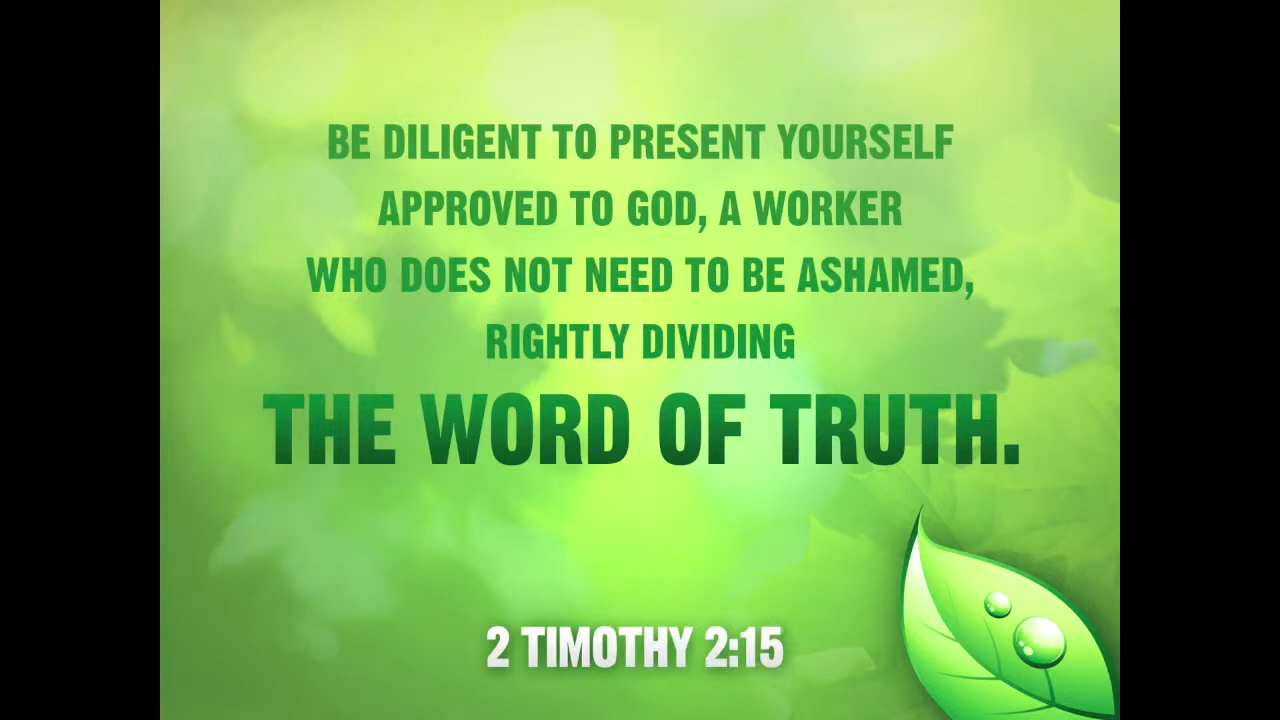 BE DILIGENT TO PRESENT YOURSELF
APPROVED TO GOD, A WORKER
WHO DOES NOT NEED TO BE ASHAMED,
RIGHTLY DIVIDING
THE WORD OF TRUTH.
2 TIMOTHY 2:15